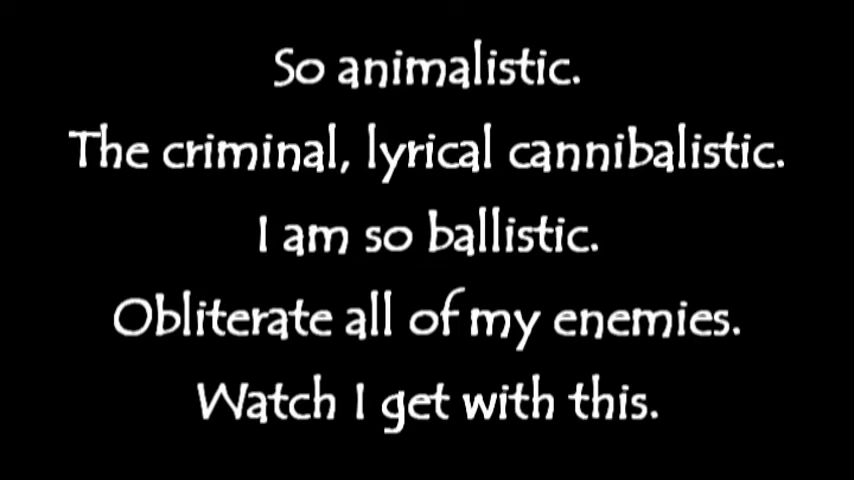 So animalistic.
The criminal, lyrical cannibalistic.
I am so ballistic.
Obliterate all of my enemies.
Watch I get with this.